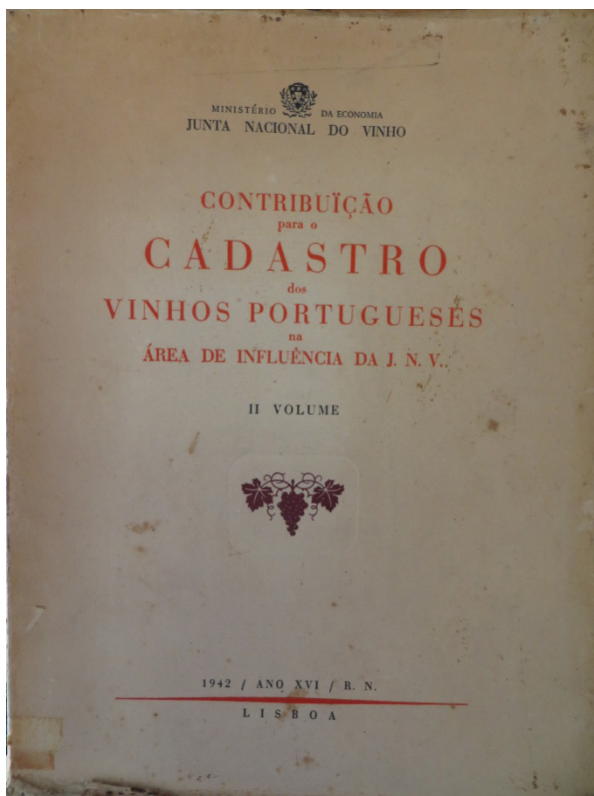 MINISTÉRIO DA ECONOMIA
JUNTA NACIONAL DO VINHO
CONTRIBUÏÇÃO
para o
CADASTRO
dos
VINHOS PORTUGUESES
na
ÁREA DE INFLUÊNCIA DA J. N. V..
II VOLUME
1942 / ANO XVI / R. N.
LISBOA